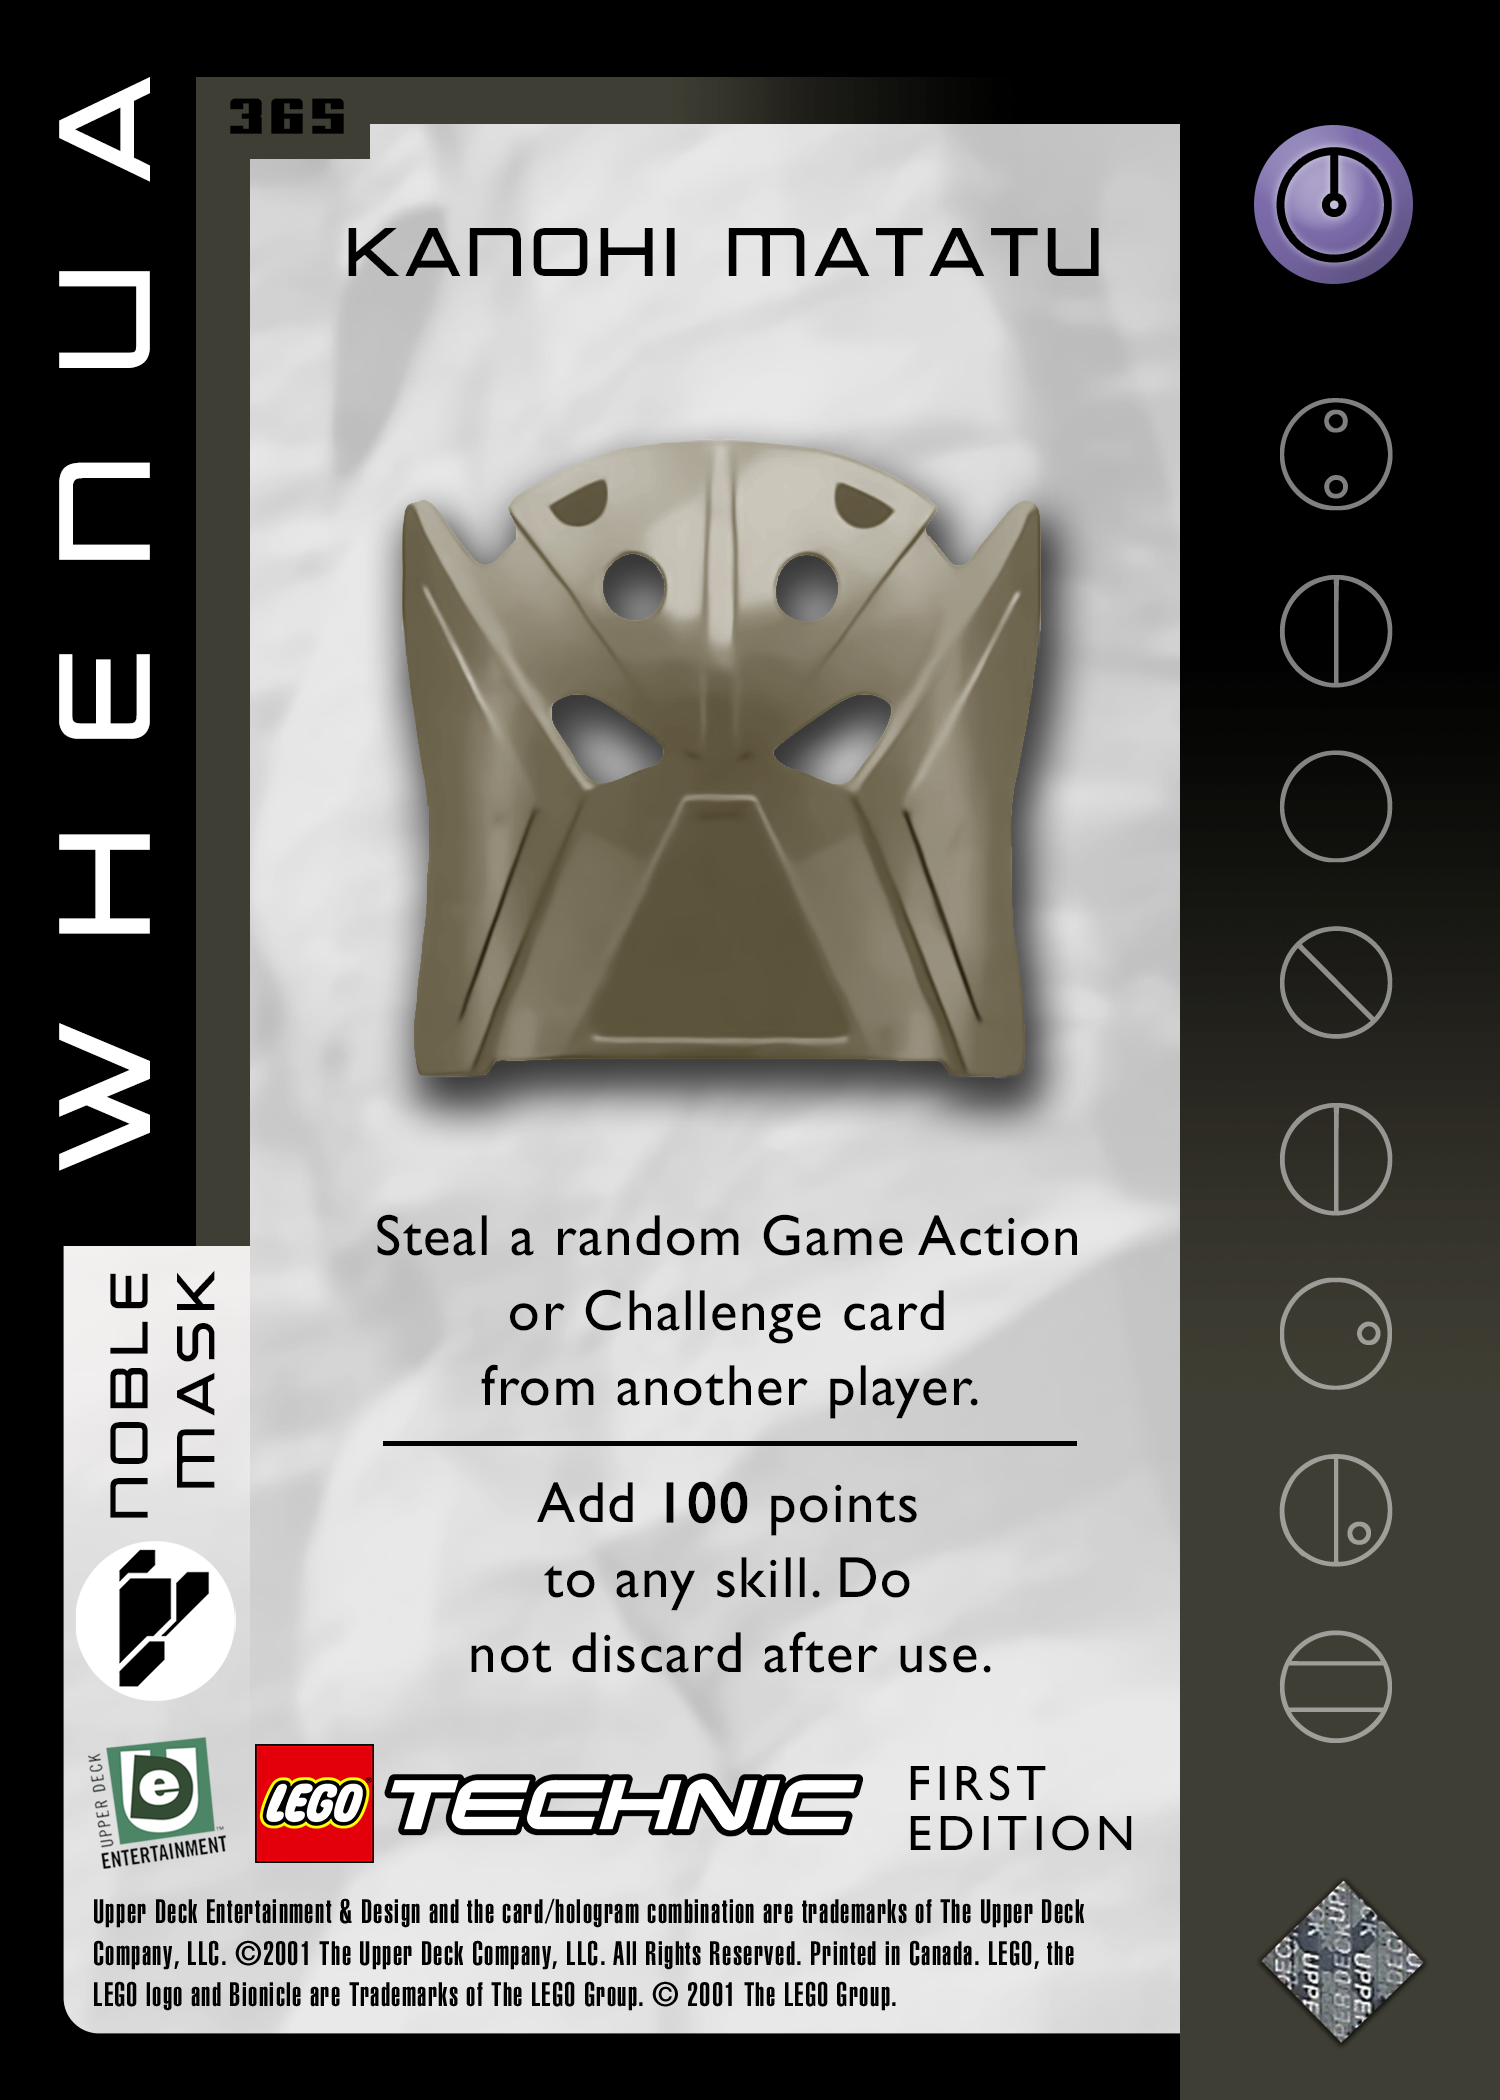 WHENUA
365
KANOHI MATATU
Steal a random Game Action
or Challenge card
from another player.
Add 100 points
to any skill. Do
not discard after use.
NOBLE
MASK
UPPER DECK
e
™
ENTERTAINMENT
LEGO
TECHNIC
FIRST
EDITION
Upper Deck Entertainment & Design and the card/hologram combination are trademarks of The Upper Deck
Company, LLC. ©2001 The Upper Deck Company, LLC. All Rights Reserved. Printed in Canada. LEGO, the
LEGO logo and Bionicle are Trademarks of The LEGO Group. © 2001 The LEGO Group.